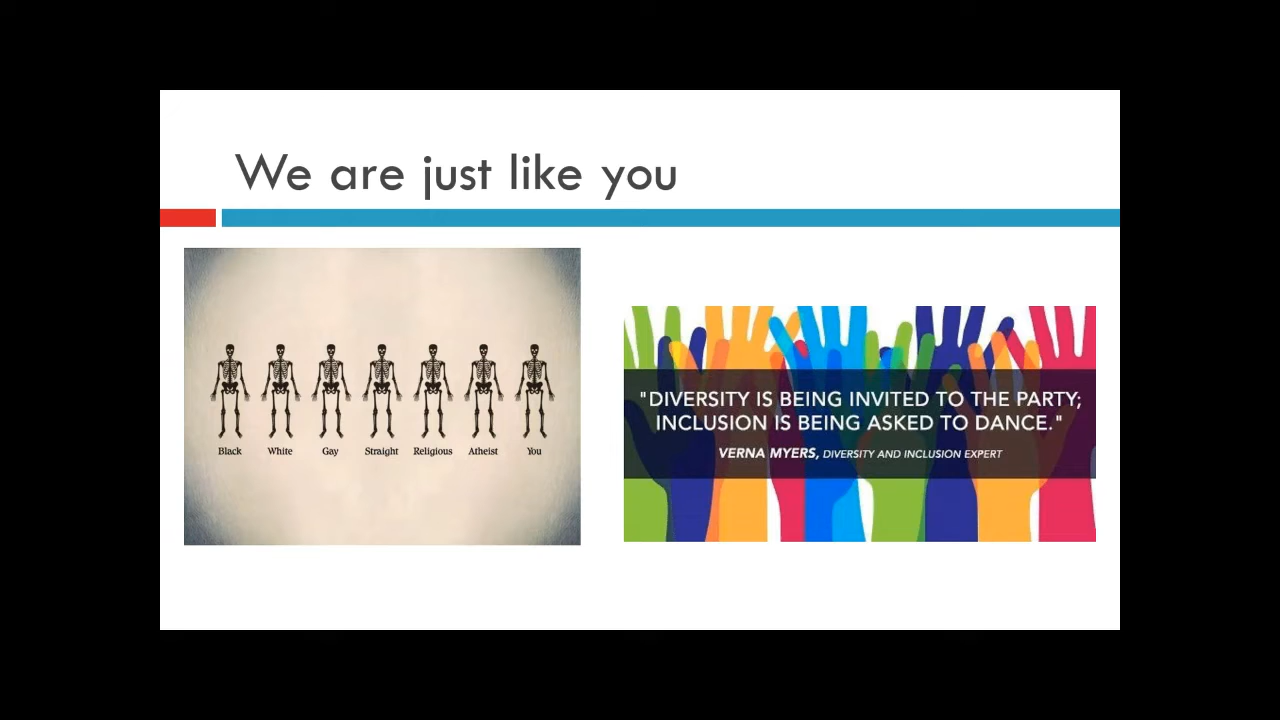 We are just like you
Black White Gay Straight Religious Atheist You
"DIVERSITY IS BEING INVITED TO THE PARTY;
INCLUSION IS BEING ASKED TO DANCE."
VERNA MYERS, DIVERSITY AND INCLUSION EXPERT